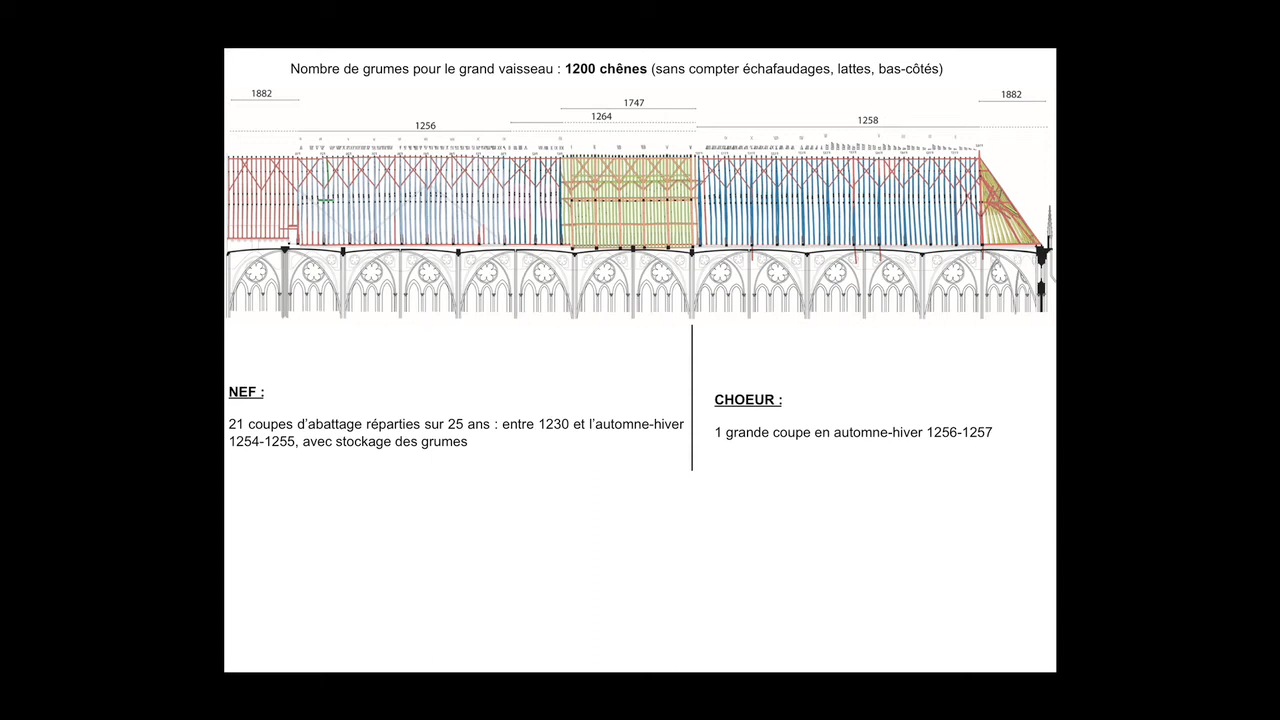 Nombre de grumes pour le grand vaisseau : 1200 chênes (sans compter échafaudages, lattes, bas-côtés)
1882
1882
1747
1264
1258
1256
NEF :
21 coupes d’abattage réparties sur 25 ans : entre 1230 et l’automne-hiver
1254-1255, avec stockage des grumes
CHOEUR :
1 grande coupe en automne-hiver 1256-1257